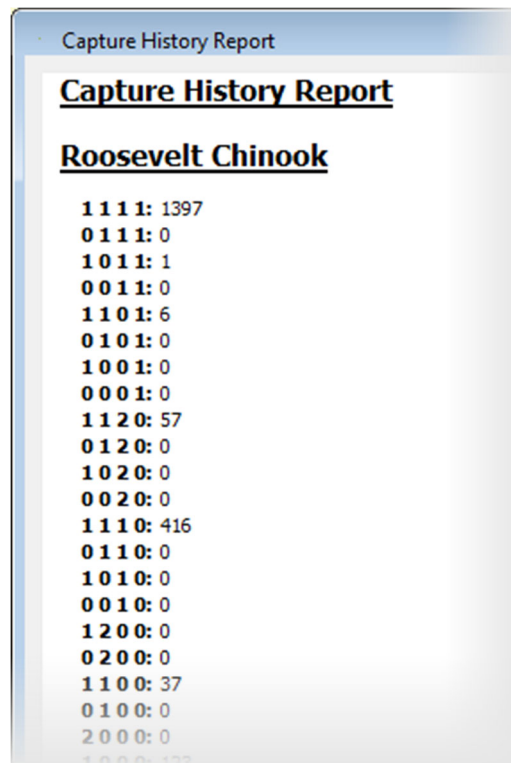 Capture History Report
Capture History Report
Roosevelt Chinook
1 1 1 1: 1397
0 1 1 1: 0
1 0 1 1: 1
0 0 1 1: 0
1 1 0 1: 6
0 1 0 1: 0
1 0 0 1: 0
0 0 0 1: 0
1 1 2 0: 57
0 1 2 0: 0
1 0 2 0: 0
0 0 2 0: 0
1 1 1 0: 416
0 1 1 0: 0
1 0 1 0: 0
0 0 1 0: 0
1 2 0 0: 0
0 2 0 0: 0
1 1 0 0: 37
0 1 0 0: 0
2 0 0 0: 0